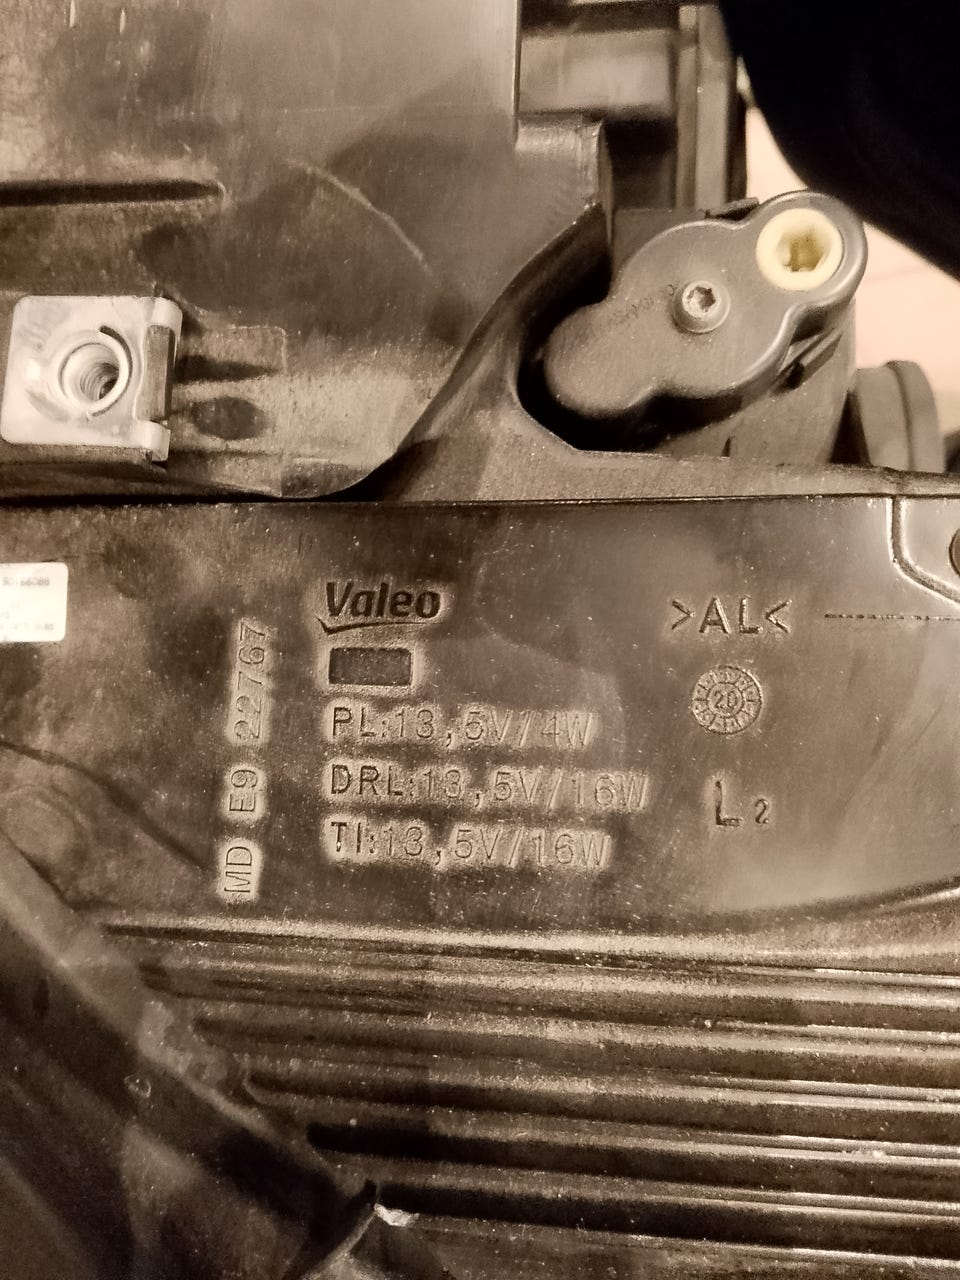 Valeo
PL:13,5V/4W
DRL:13,5V/16W
TI:13,5V/16W
MD E9 22767
>AL<
20
L2